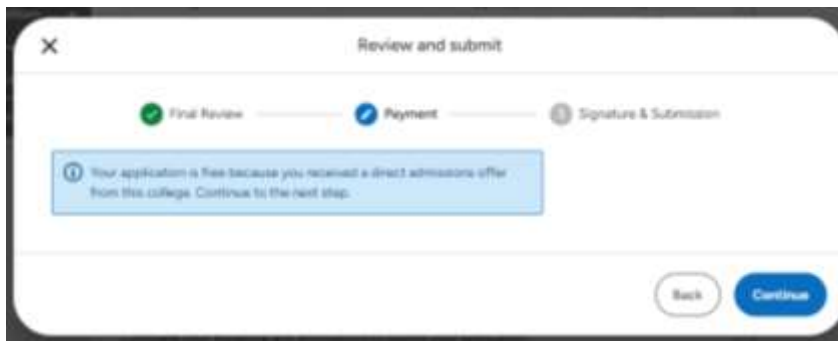 Review and submit
Final Review
Payment
Signature & Submission
Your application is free because you received a direct admissions offer
from this college. Continue to the next step.
Back
Continue